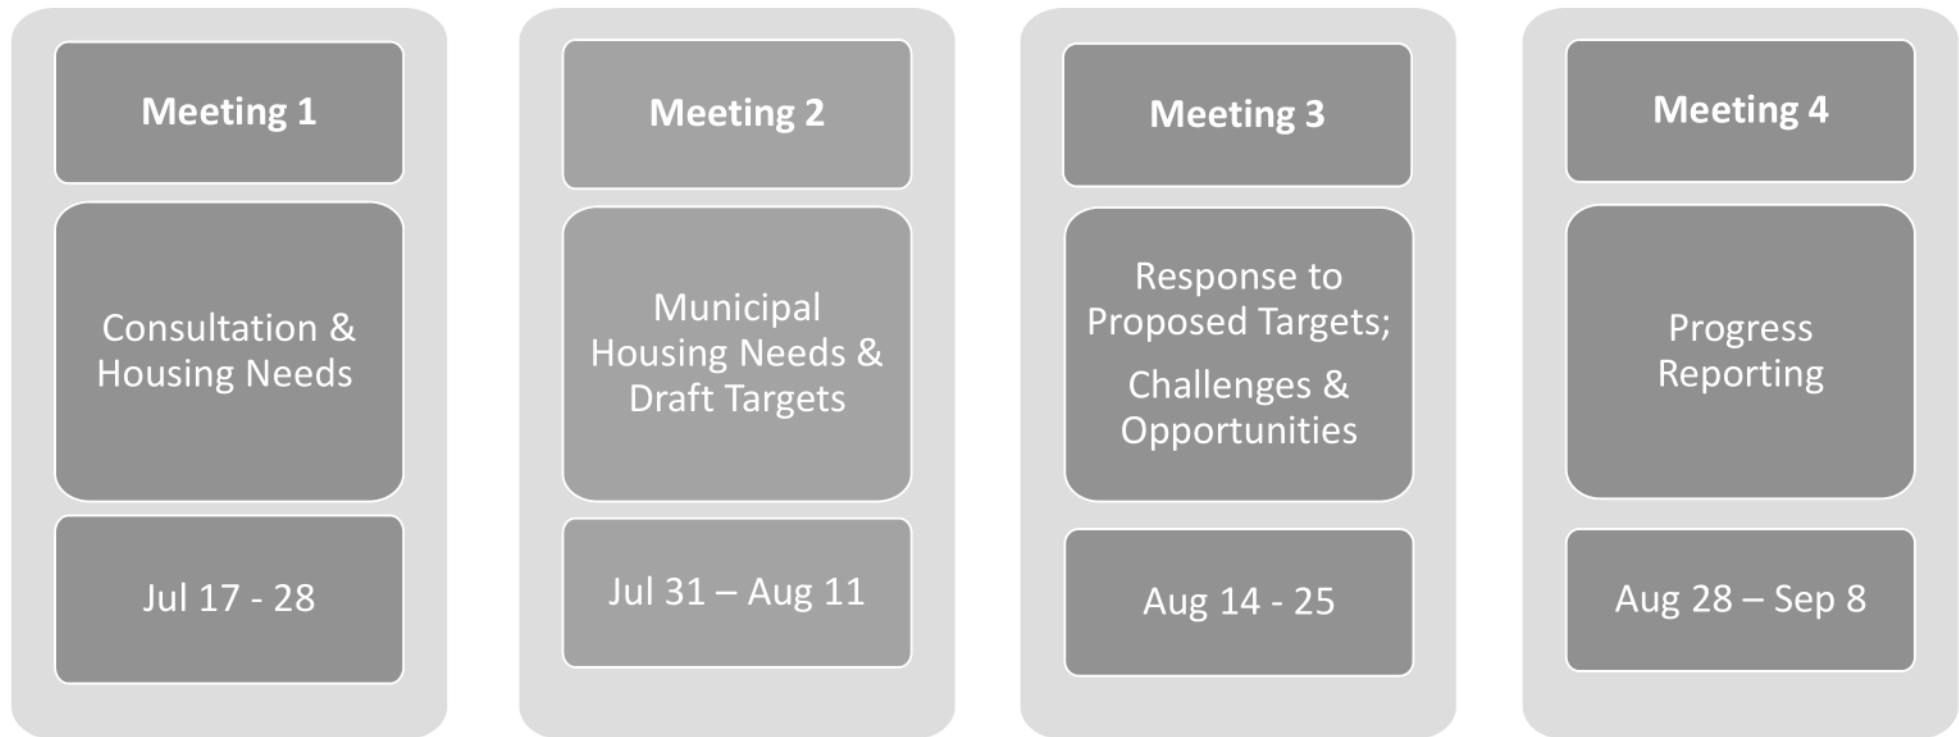 Meeting 1
Consultation &
Housing Needs
Jul 17 - 28
Meeting 2
Municipal
Housing Needs &
Draft Targets
Jul 31 – Aug 11
Meeting 3
Response to
Proposed Targets;
Challenges &
Opportunities
Aug 14 - 25
Meeting 4
Progress
Reporting
Aug 28 – Sep 8